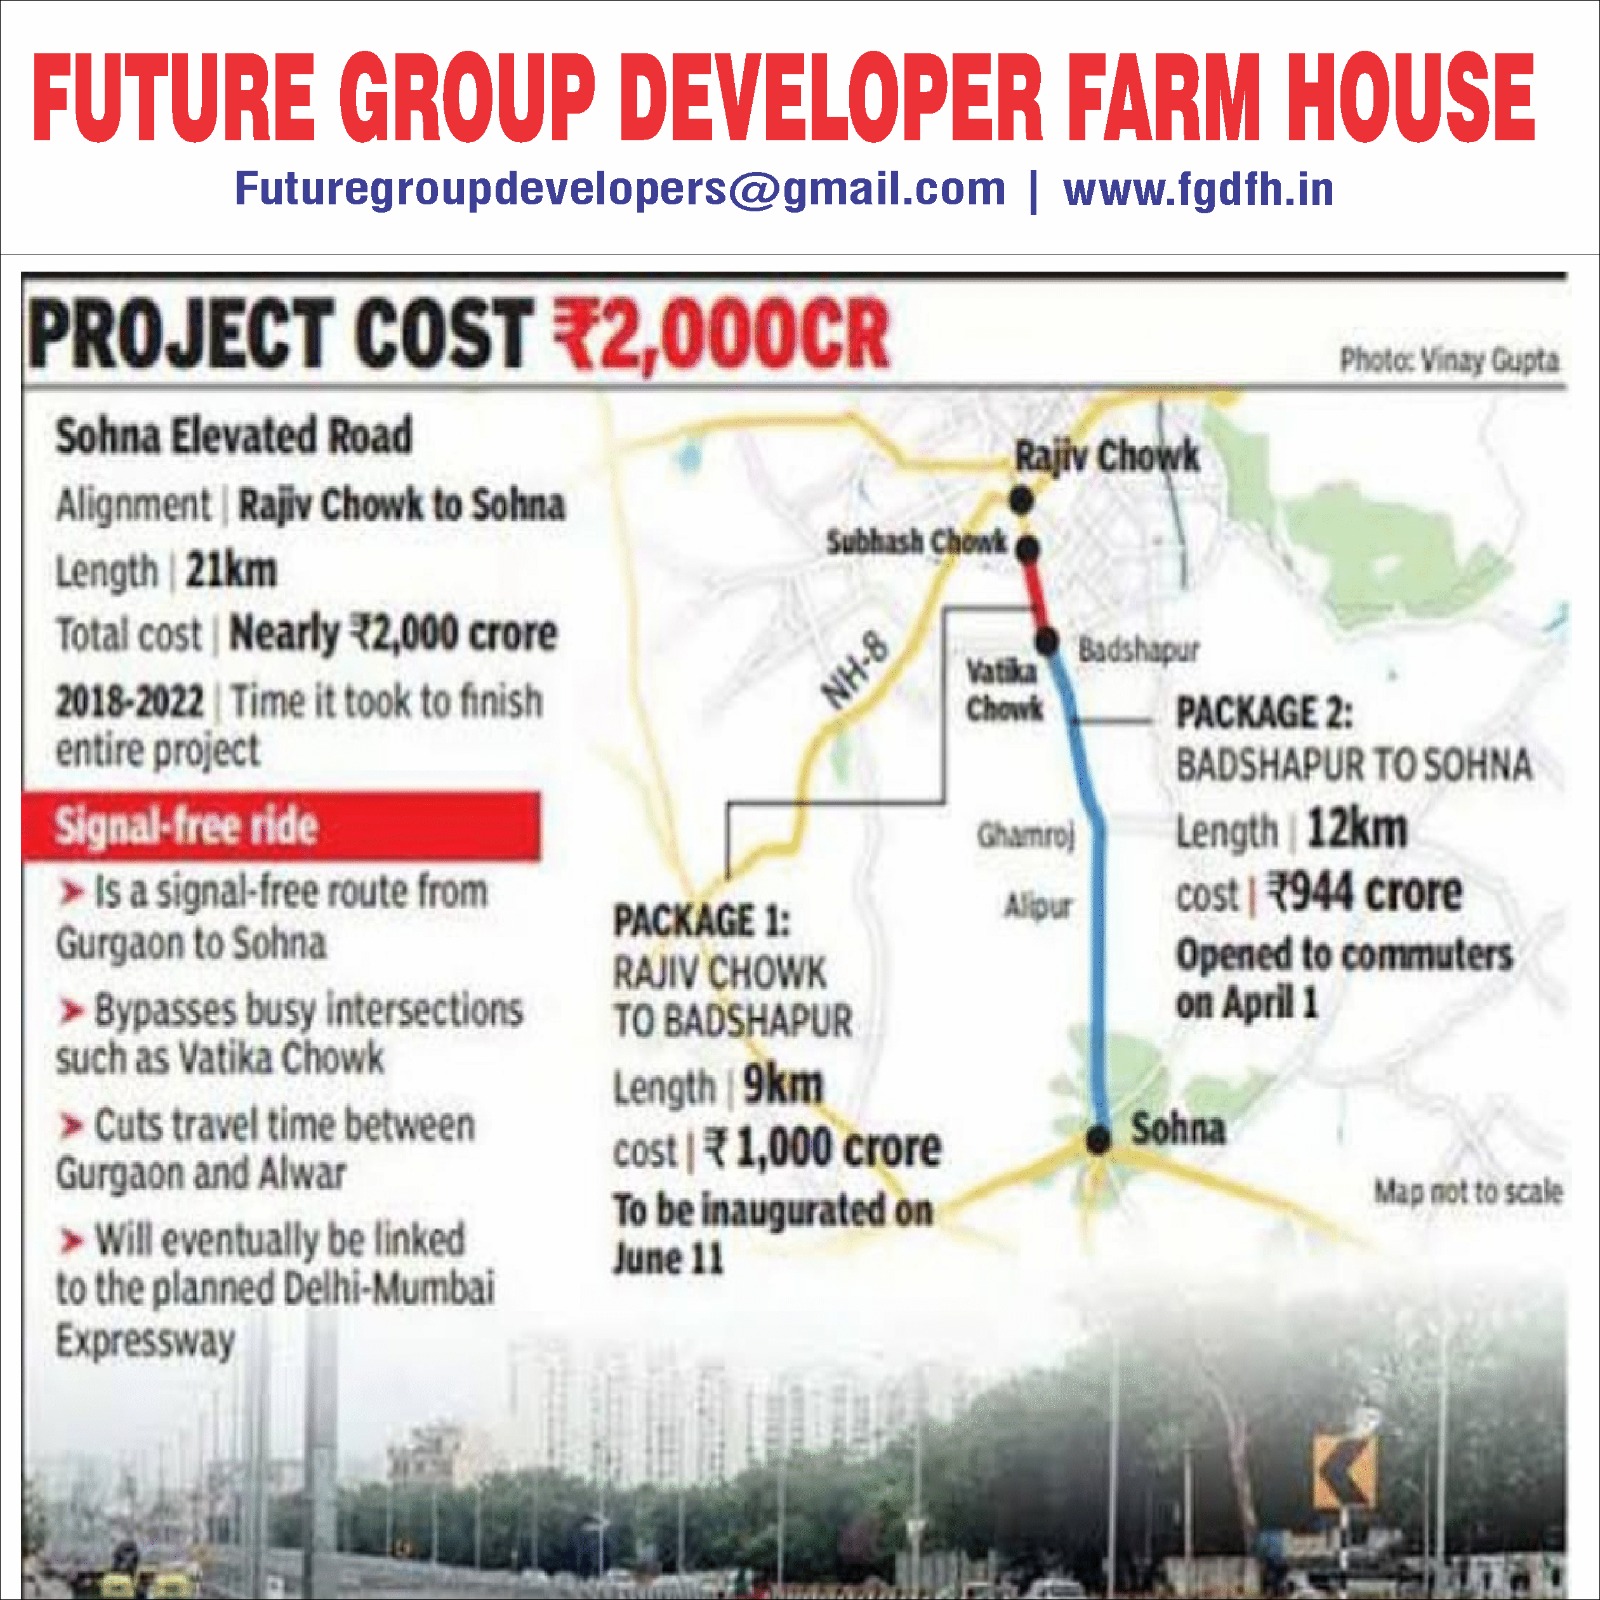 FUTURE GROUP DEVELOPER FARM HOUSE
Futuregroupdevelopers@gmail.com | www.fgdfh.in
PROJECT COST ₹2,000CR
Photo: Vinay Gupta
Sohna Elevated Road
Alignment | Rajiv Chowk to Sohna
Length | 21km
Total cost | Nearly ₹2,000 crore
2018-2022 | Time it took to finish
entire project
Signal-free ride
➤ Is a signal-free route from
Gurgaon to Sohna
➤ Bypasses busy intersections
such as Vatika Chowk
➤ Cuts travel time between
Gurgaon and Alwar
➤ Will eventually be linked
to the planned Delhi-Mumbai
Expressway
Rajiv Chowk
Subhash Chowk
NH-8
Vatika
Chowk
Badshapur
Ghamroj
Alipur
Sohna
Map not to scale
PACKAGE 1:
RAJIV CHOWK
TO BADSHAPUR
Length | 9km
cost | ₹ 1,000 crore
To be inaugurated on
June 11
PACKAGE 2:
BADSHAPUR TO SOHNA
Length | 12km
cost | ₹944 crore
Opened to commuters
on April 1